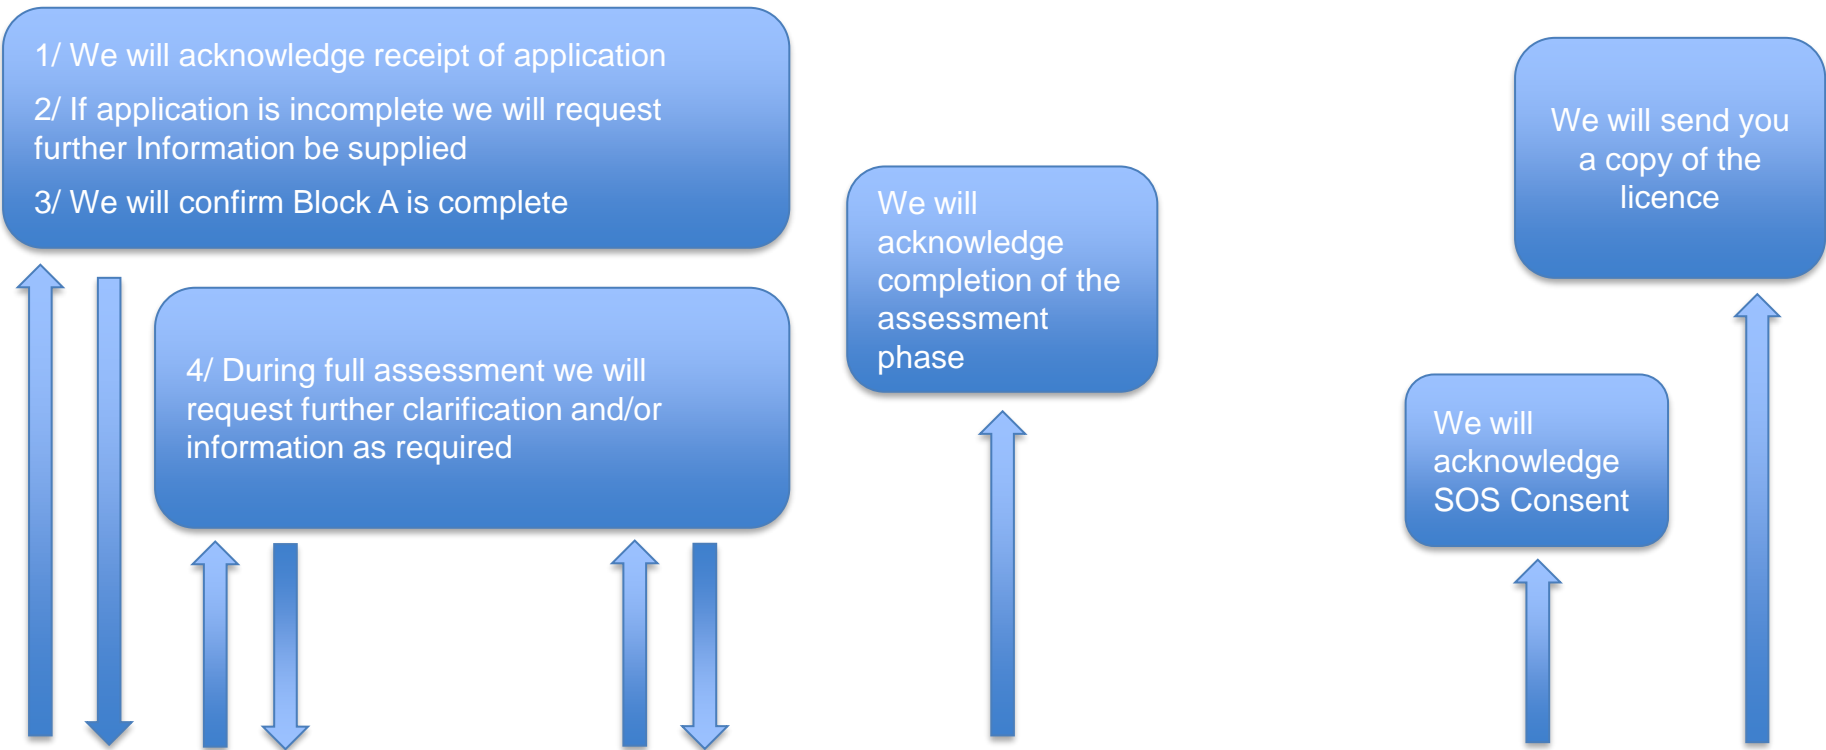 1/ We will acknowledge receipt of application
2/ If application is incomplete we will request
further Information be supplied
3/ We will confirm Block A is complete
4/ During full assessment we will
request further clarification and/or
information as required
We will
acknowledge
completion of the
assessment
phase
We will
acknowledge
SOS Consent
We will send you
a copy of the
licence